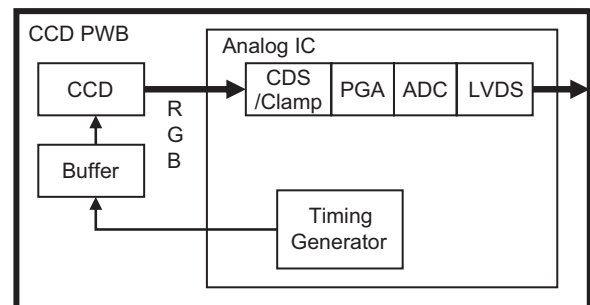 CCD PWB
Analog IC
CCD
R
G
B
CDS
/Clamp
PGA
ADC
LVDS
Buffer
Timing
Generator